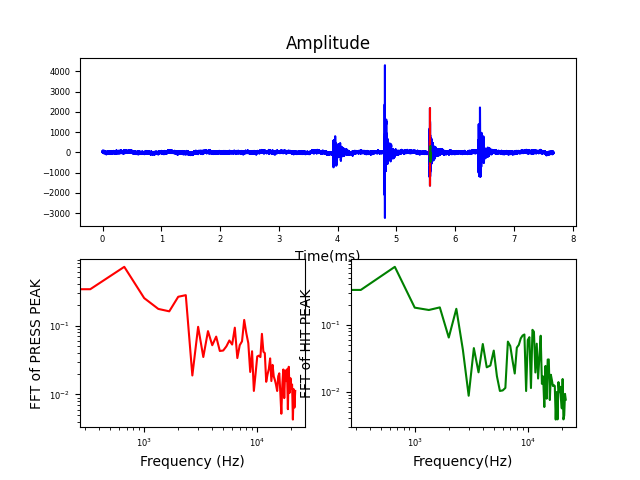 Amplitude
4000
3000
2000
1000
0
−1000
−2000
−3000
0 1 2 3 4 5 6 7 8
Time(ms)
FFT of PRESS PEAK
10⁻¹
10⁻²
10³ 10⁴
Frequency (Hz)
FFT of HIT PEAK
10⁻¹
10⁻²
10³ 10⁴
Frequency(Hz)